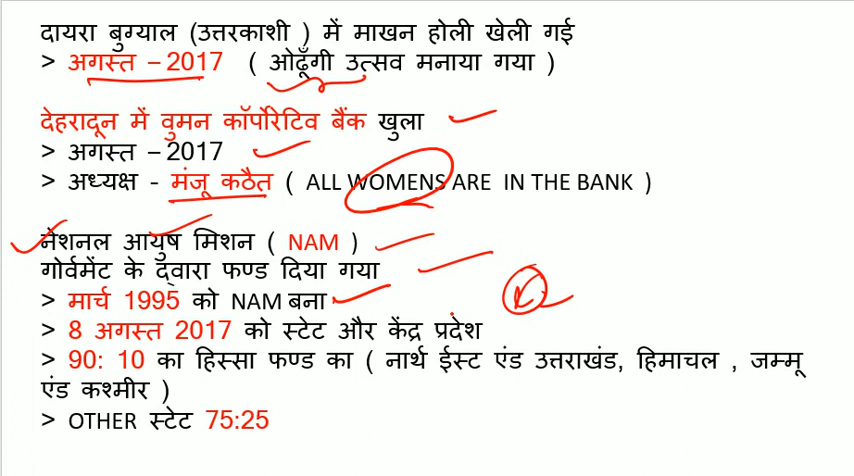 दायरा बुग्याल (उत्तरकाशी ) में माखन होली खेली गई
> अगस्त – 2017 ( ओढूँगी उत्सव मनाया गया )
देहरादून में वुमन कॉर्पोरेटिव बैंक खुला
> अगस्त – 2017
> अध्यक्ष - मंजू कठैत ( ALL WOMENS ARE IN THE BANK )
नेशनल आयुष मिशन ( NAM )
गोर्वमेंट के द्वारा फण्ड दिया गया
> मार्च 1995 को NAM बना
> 8 अगस्त 2017 को स्टेट और केंद्र प्रदेश
> 90: 10 का हिस्सा फण्ड का ( नार्थ ईस्ट एंड उत्तराखंड, हिमाचल , जम्मू
एंड कश्मीर )
> OTHER स्टेट 75:25